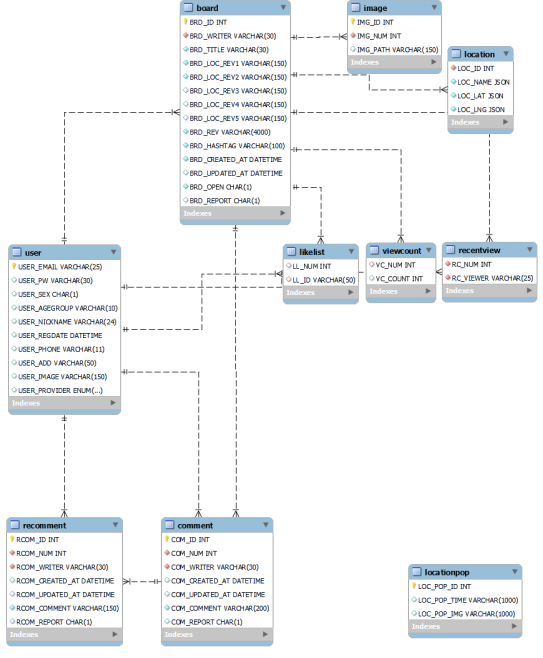 board
BRD_ID INT
BRD_WRITER VARCHAR(30)
BRD_TITLE VARCHAR(30)
BRD_LOC_REV1 VARCHAR(150)
BRD_LOC_REV2 VARCHAR(150)
BRD_LOC_REV3 VARCHAR(150)
BRD_LOC_REV4 VARCHAR(150)
BRD_LOC_REV5 VARCHAR(150)
BRD_REV VARCHAR(4000)
BRD_HASHTAG VARCHAR(100)
BRD_CREATED_AT DATETIME
BRD_UPDATED_AT DATETIME
BRD_OPEN CHAR(1)
BRD_REPORT CHAR(1)
Indexes
image
IMG_ID INT
IMG_NUM INT
IMG_PATH VARCHAR(150)
Indexes
location
LOC_ID INT
LOC_NAME JSON
LOC_LAT JSON
LOC_LNG JSON
Indexes
user
USER_EMAIL VARCHAR(25)
USER_PW VARCHAR(30)
USER_SEX CHAR(1)
USER_AGEGROUP VARCHAR(10)
USER_NICKNAME VARCHAR(24)
USER_REGDATE DATETIME
USER_PHONE VARCHAR(11)
USER_ADD VARCHAR(50)
USER_IMAGE VARCHAR(150)
USER_PROVIDER ENUM(...)
Indexes
likelist
LL_NUM INT
LL_ID VARCHAR(50)
Indexes
viewcount
VC_NUM INT
VC_COUNT INT
Indexes
recentview
RC_NUM INT
RC_VIEWER VARCHAR(25)
Indexes
recomment
RCOM_ID INT
RCOM_NUM INT
RCOM_WRITER VARCHAR(30)
RCOM_CREATED_AT DATETIME
RCOM_UPDATED_AT DATETIME
RCOM_COMMENT VARCHAR(150)
RCOM_REPORT CHAR(1)
Indexes
comment
COM_ID INT
COM_NUM INT
COM_WRITER VARCHAR(30)
COM_CREATED_AT DATETIME
COM_UPDATED_AT DATETIME
COM_COMMENT VARCHAR(200)
COM_REPORT CHAR(1)
Indexes
locationpop
LOC_POP_ID INT
LOC_POP_TIME VARCHAR(1000)
LOC_POP_IMG VARCHAR(1000)
Indexes